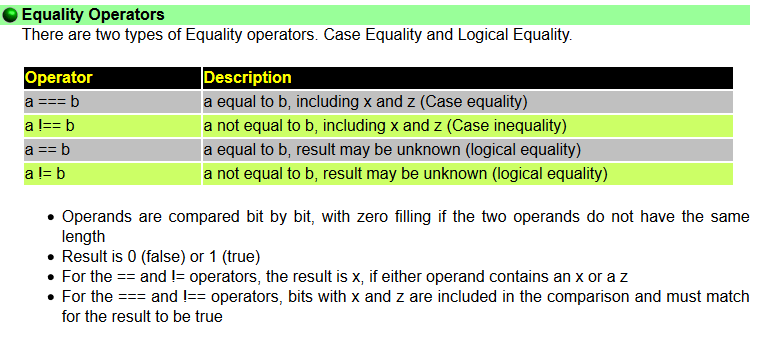 Equality Operators
There are two types of Equality operators. Case Equality and Logical Equality.
Operator Description
a === b a equal to b, including x and z (Case equality)
a !== b a not equal to b, including x and z (Case inequality)
a == b a equal to b, result may be unknown (logical equality)
a != b a not equal to b, result may be unknown (logical equality)
• Operands are compared bit by bit, with zero filling if the two operands do not have the same
length
• Result is 0 (false) or 1 (true)
• For the == and != operators, the result is x, if either operand contains an x or a z
• For the === and !== operators, bits with x and z are included in the comparison and must match
for the result to be true